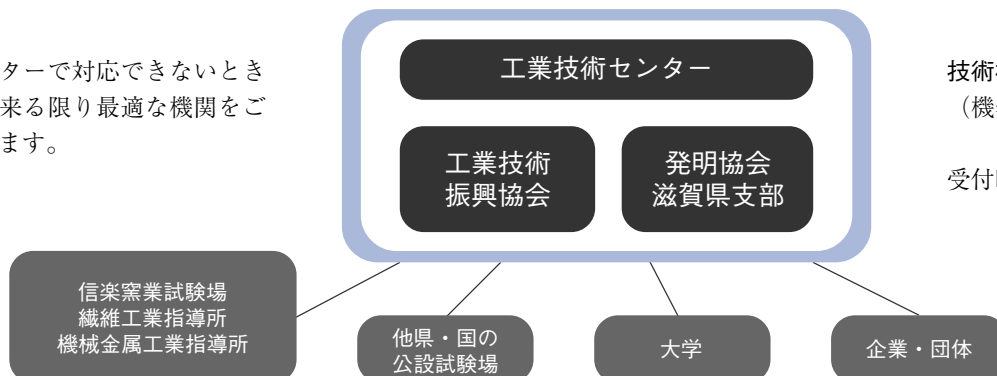 ターで対応できないとき
来る限り最適な機関をご
ます。
工業技術センター
工業技術
振興協会
発明協会
滋賀県支部
技術
（機
受付
信楽窯業試験場
繊維工業指導所
機械金属工業指導所
他県・国の
公設試験場
大学
企業・団体